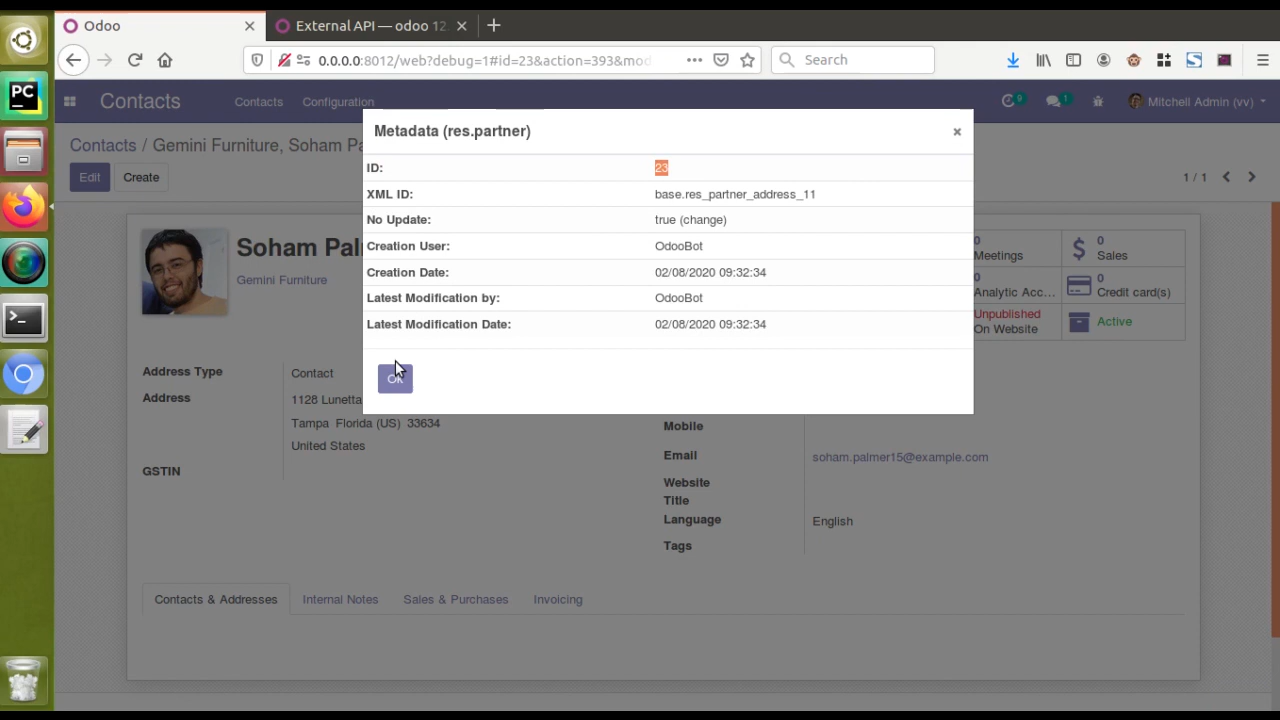 Odoo
External API — odoo 12.
0.0.0.0:8012/web?debug=1#id=23&action=393&mod
Search
Contacts
Contacts
Configuration
9
1
Mitchell Admin (vv)
Contacts / Gemini Furniture, Soham Pa
Edit
Create
1 / 1
Metadata (res.partner)
ID: 23
XML ID: base.res_partner_address_11
No Update: true (change)
Creation User: OdooBot
Creation Date: 02/08/2020 09:32:34
Latest Modification by: OdooBot
Latest Modification Date: 02/08/2020 09:32:34
Ok
Soham Pal
Gemini Furniture
0
Meetings
0
Sales
0
Analytic Acc...
0
Credit card(s)
Unpublished
On Website
Active
Address Type Contact
Address 1128 Lunetta
Tampa Florida (US) 33634
United States
GSTIN
Mobile
Email soham.palmer15@example.com
Website
Title
Language English
Tags
Contacts & Addresses
Internal Notes
Sales & Purchases
Invoicing
PC